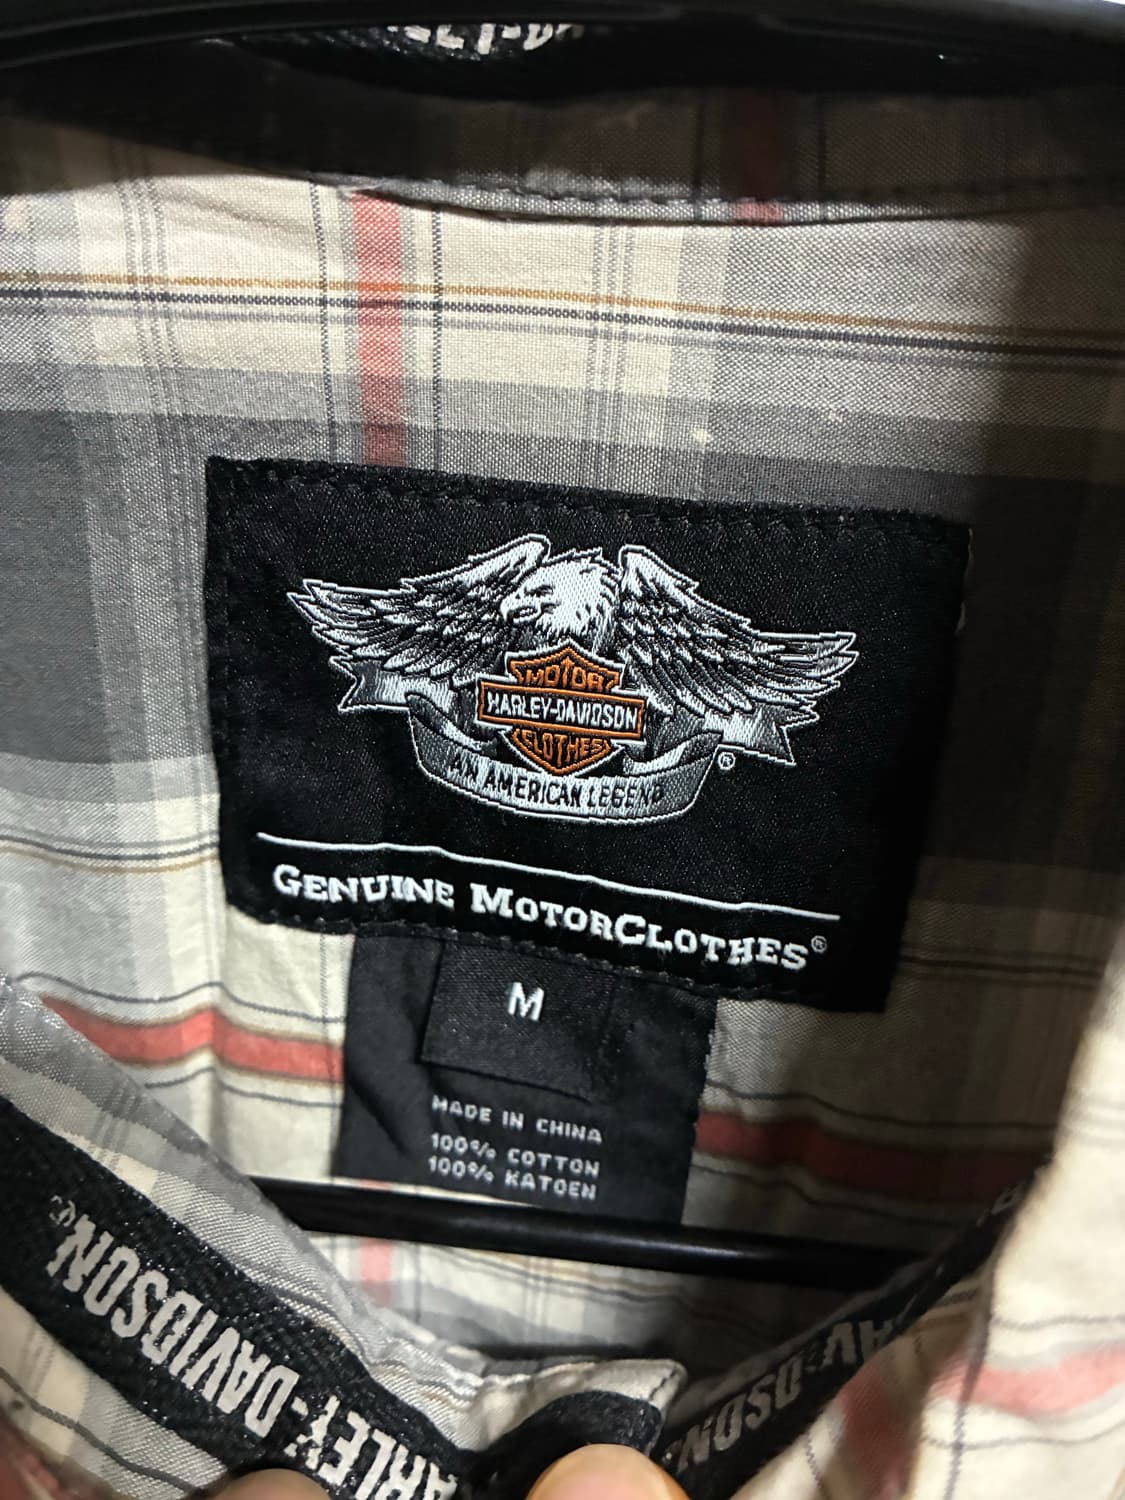 MOTOR
HARLEY-DAVIDSON
CLOTHES
AN AMERICAN LEGEND
®
GENUINE MOTORCLOTHES®
M
MADE IN CHINA
100% COTTON
100% KATOEN
HARLEY-DAVIDSON®